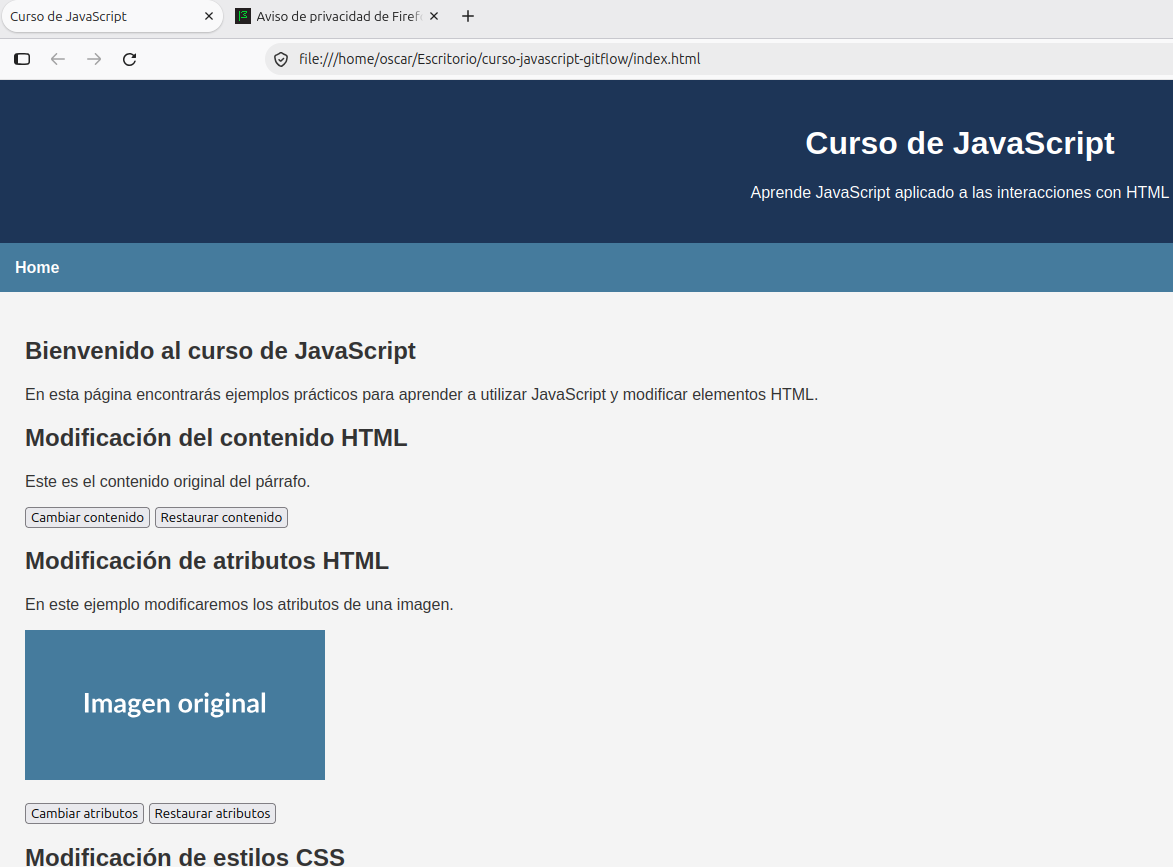 Curso de JavaScript
Aviso de privacidad de Firef
file:///home/oscar/Escritorio/curso-javascript-gitflow/index.html
Curso de JavaScript
Aprende JavaScript aplicado a las interacciones con HTML
Home
Bienvenido al curso de JavaScript
En esta página encontrarás ejemplos prácticos para aprender a utilizar JavaScript y modificar elementos HTML.
Modificación del contenido HTML
Este es el contenido original del párrafo.
Cambiar contenido Restaurar contenido
Modificación de atributos HTML
En este ejemplo modificaremos los atributos de una imagen.
Imagen original
Cambiar atributos Restaurar atributos
Modificación de estilos CSS